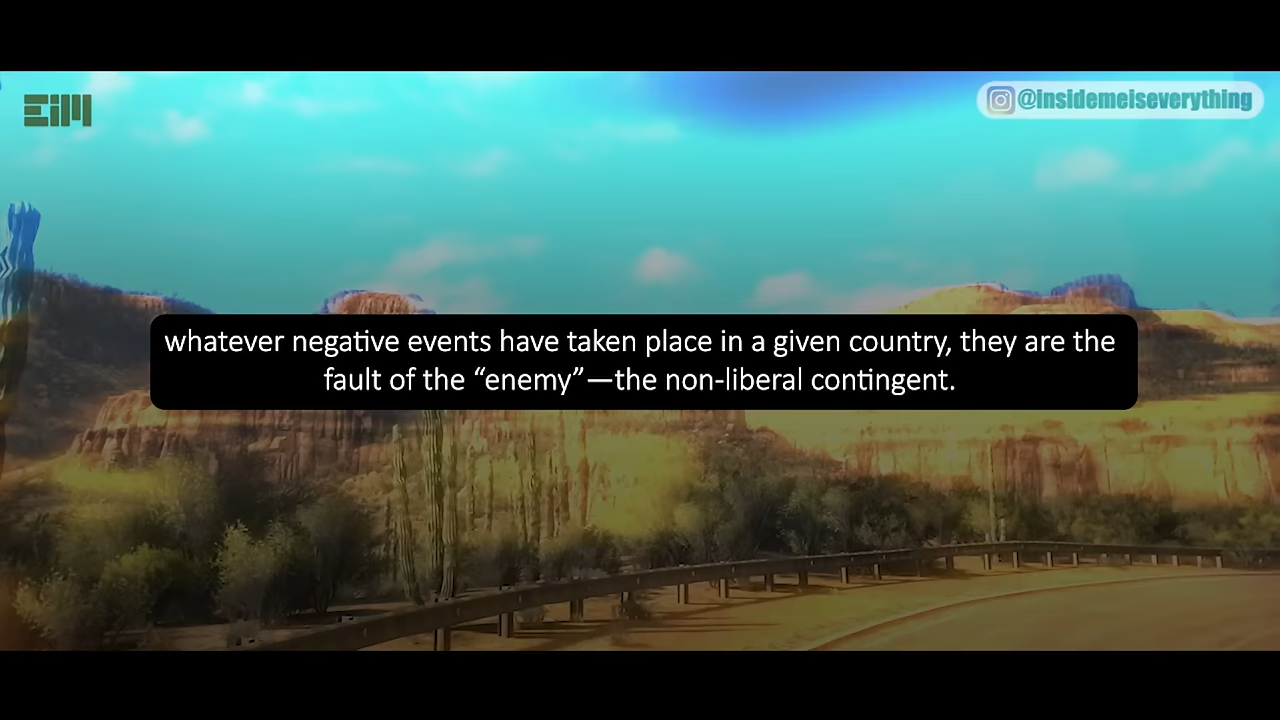 EiM
@insidemeiseverything
whatever negative events have taken place in a given country, they are the
fault of the “enemy”—the non-liberal contingent.